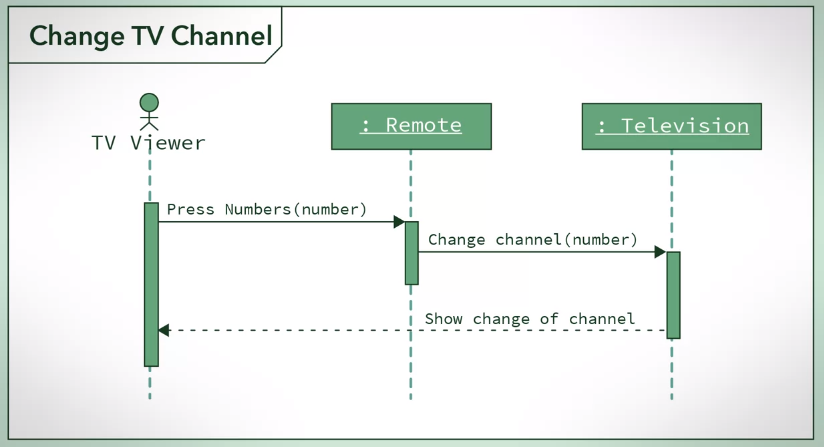 Change TV Channel
TV Viewer
: Remote
: Television
Press Numbers(number)
Change channel(number)
Show change of channel